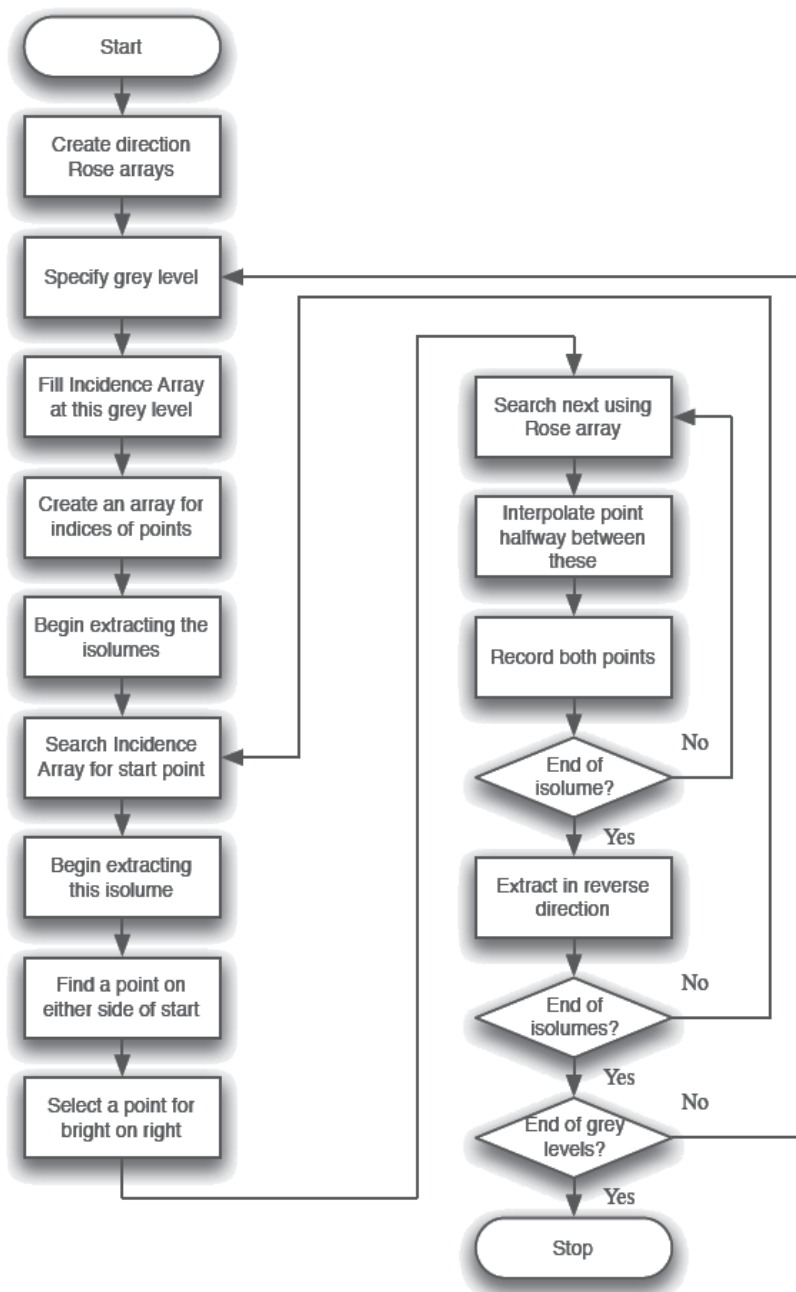 Start
Create direction
Rose arrays
Specify grey level
Fill Incidence Array
at this grey level
Create an array for
indices of points
Begin extracting the
isolumes
Search Incidence
Array for start point
Begin extracting
this isolume
Find a point on
either side of start
Select a point for
bright on right
Search next using
Rose array
Interpolate point
halfway between
these
Record both points
End of
isolume?
No
Yes
Extract in reverse
direction
End of
isolumes?
No
Yes
End of grey
levels?
No
Yes
Stop